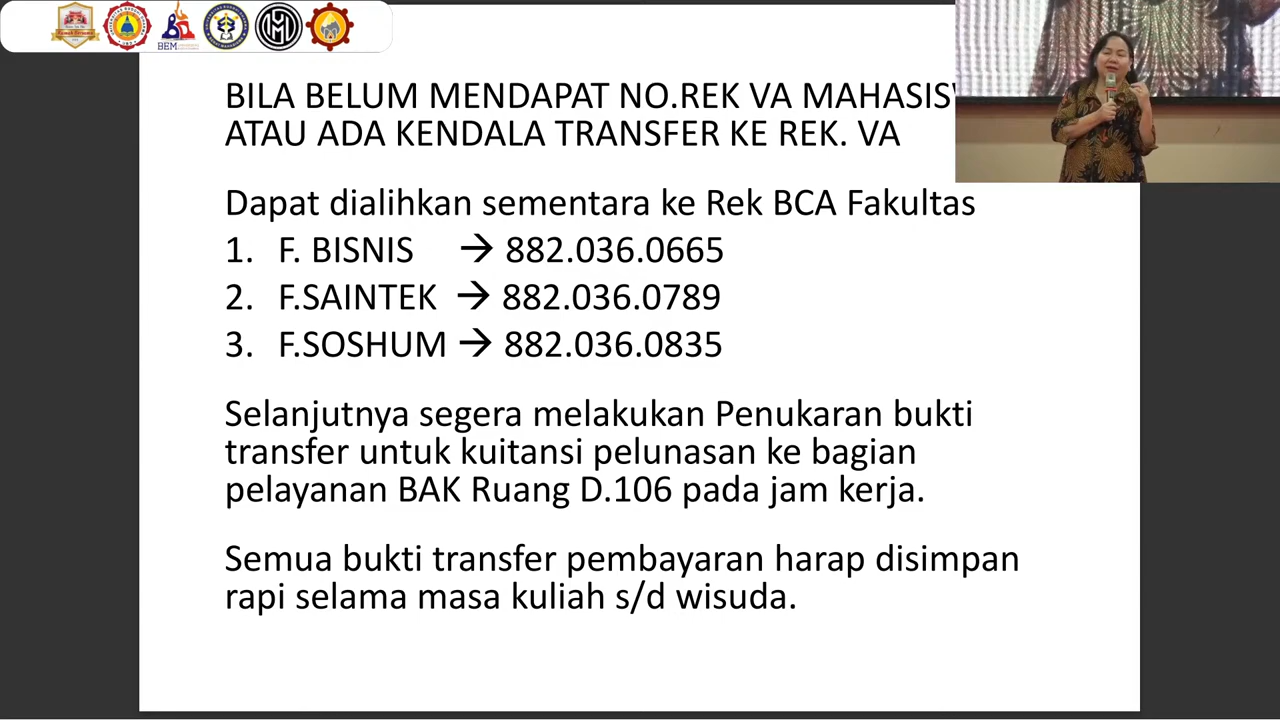 BEM
BILA BELUM MENDAPAT NO.REK VA
ATAU ADA KENDALA TRANSFER KE REK. VA
Dapat dialihkan sementara ke Rek BCA Fakultas
1. F. BISNIS → 882.036.0665
2. F.SAINTEK → 882.036.0789
3. F.SOSHUM → 882.036.0835
Selanjutnya segera melakukan Penukaran bukti
transfer untuk kuitansi pelunasan ke bagian
pelayanan BAK Ruang D.106 pada jam kerja.
Semua bukti transfer pembayaran harap disimpan
rapi selama masa kuliah s/d wisuda.